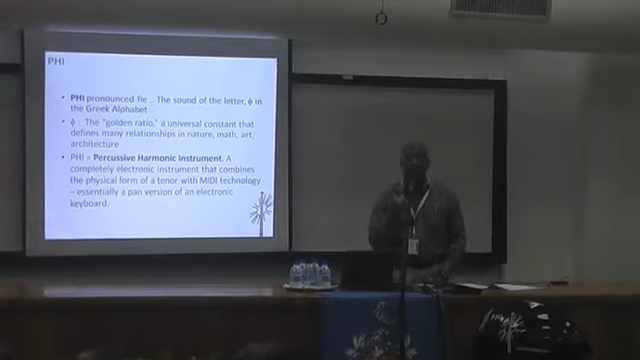 PHI
• PHI pronounced fie .. The sound of the letter, ϕ in
the Greek Alphabet
• ϕ : The "golden ratio," a universal constant that
defines many relationships in nature, math, art,
architecture
• PHI = Percussive Harmonic Instrument. A
completely electronic instrument that combines
the physical form of a tenor with MIDI technology
– essentially a pan version of an electronic
keyboard.